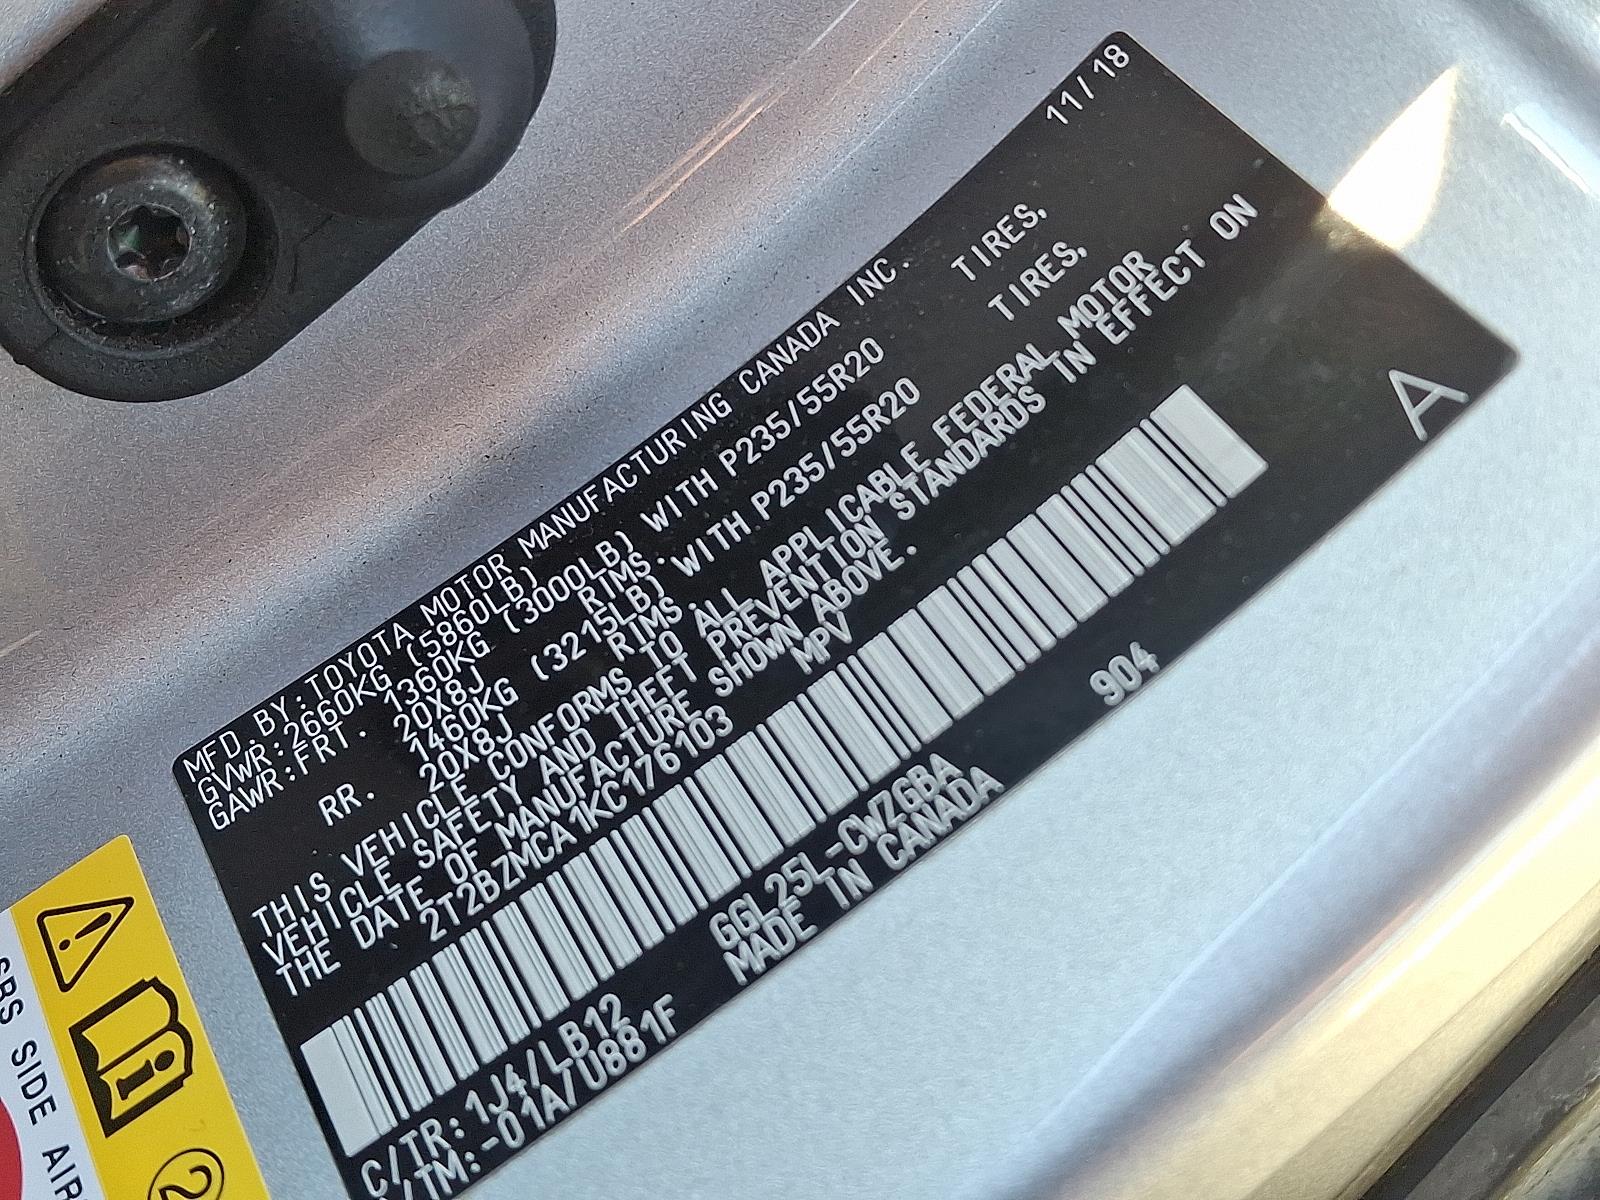 MFD.BY:TOYOTA MOTOR MANUFACTURING CANADA INC. 11/18
GVWR:2660KG (5860LB)
GAWR:FRT. 1360KG (3000LB) WITH P235/55R20 TIRES,
20X8J RIMS.
RR. 1460KG (3215LB) WITH P235/55R20 TIRES,
20X8J RIMS
THIS VEHICLE CONFORMS TO ALL APPLICABLE FEDERAL MOTOR
VEHICLE SAFETY AND THEFT PREVENTION STANDARDS IN EFFECT ON
THE DATE OF MANUFACTURE SHOWN ABOVE.
2T2BZMCA1KC176103 MPV
A
C/TR:1J4/LB12 GGL25L-CWZGBA 904
/TM:-01A/U881F MADE IN CANADA
SRS SIDE AIR
2